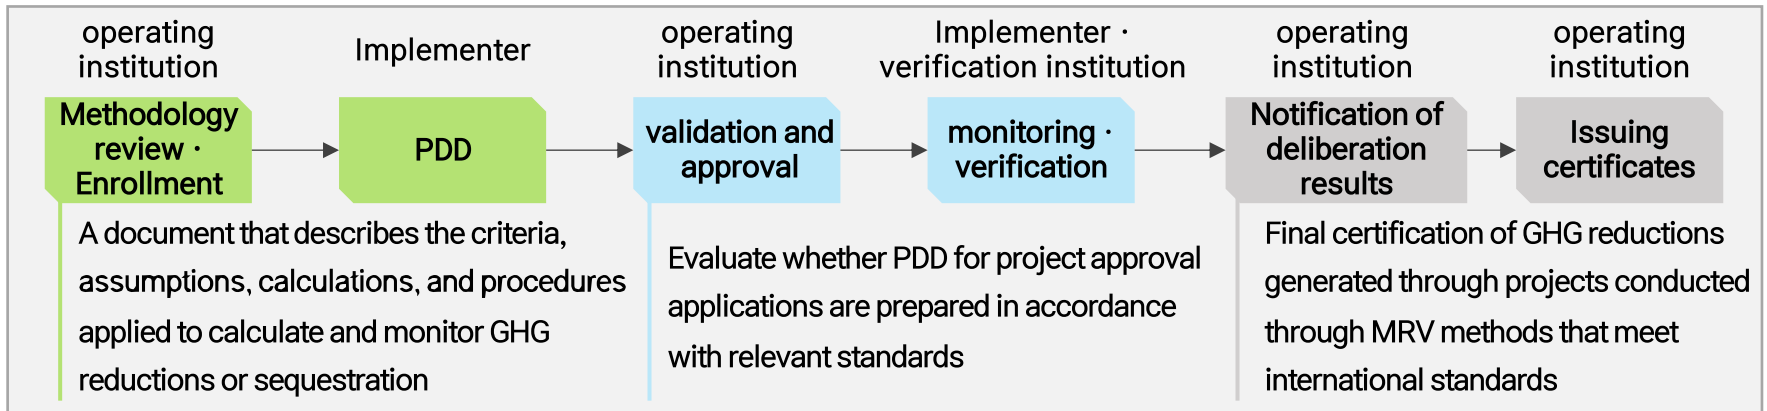 operating
institution
Implementer
operating
institution
Implementer ·
verification institution
operating
institution
operating
institution
Methodology
review ·
Enrollment
PDD
validation and
approval
monitoring ·
verification
Notification of
deliberation
results
Issuing
certificates
A document that describes the criteria,
assumptions, calculations, and procedures
applied to calculate and monitor GHG
reductions or sequestration
Evaluate whether PDD for project approval
applications are prepared in accordance
with relevant standards
Final certification of GHG reductions
generated through projects conducted
through MRV methods that meet
international standards